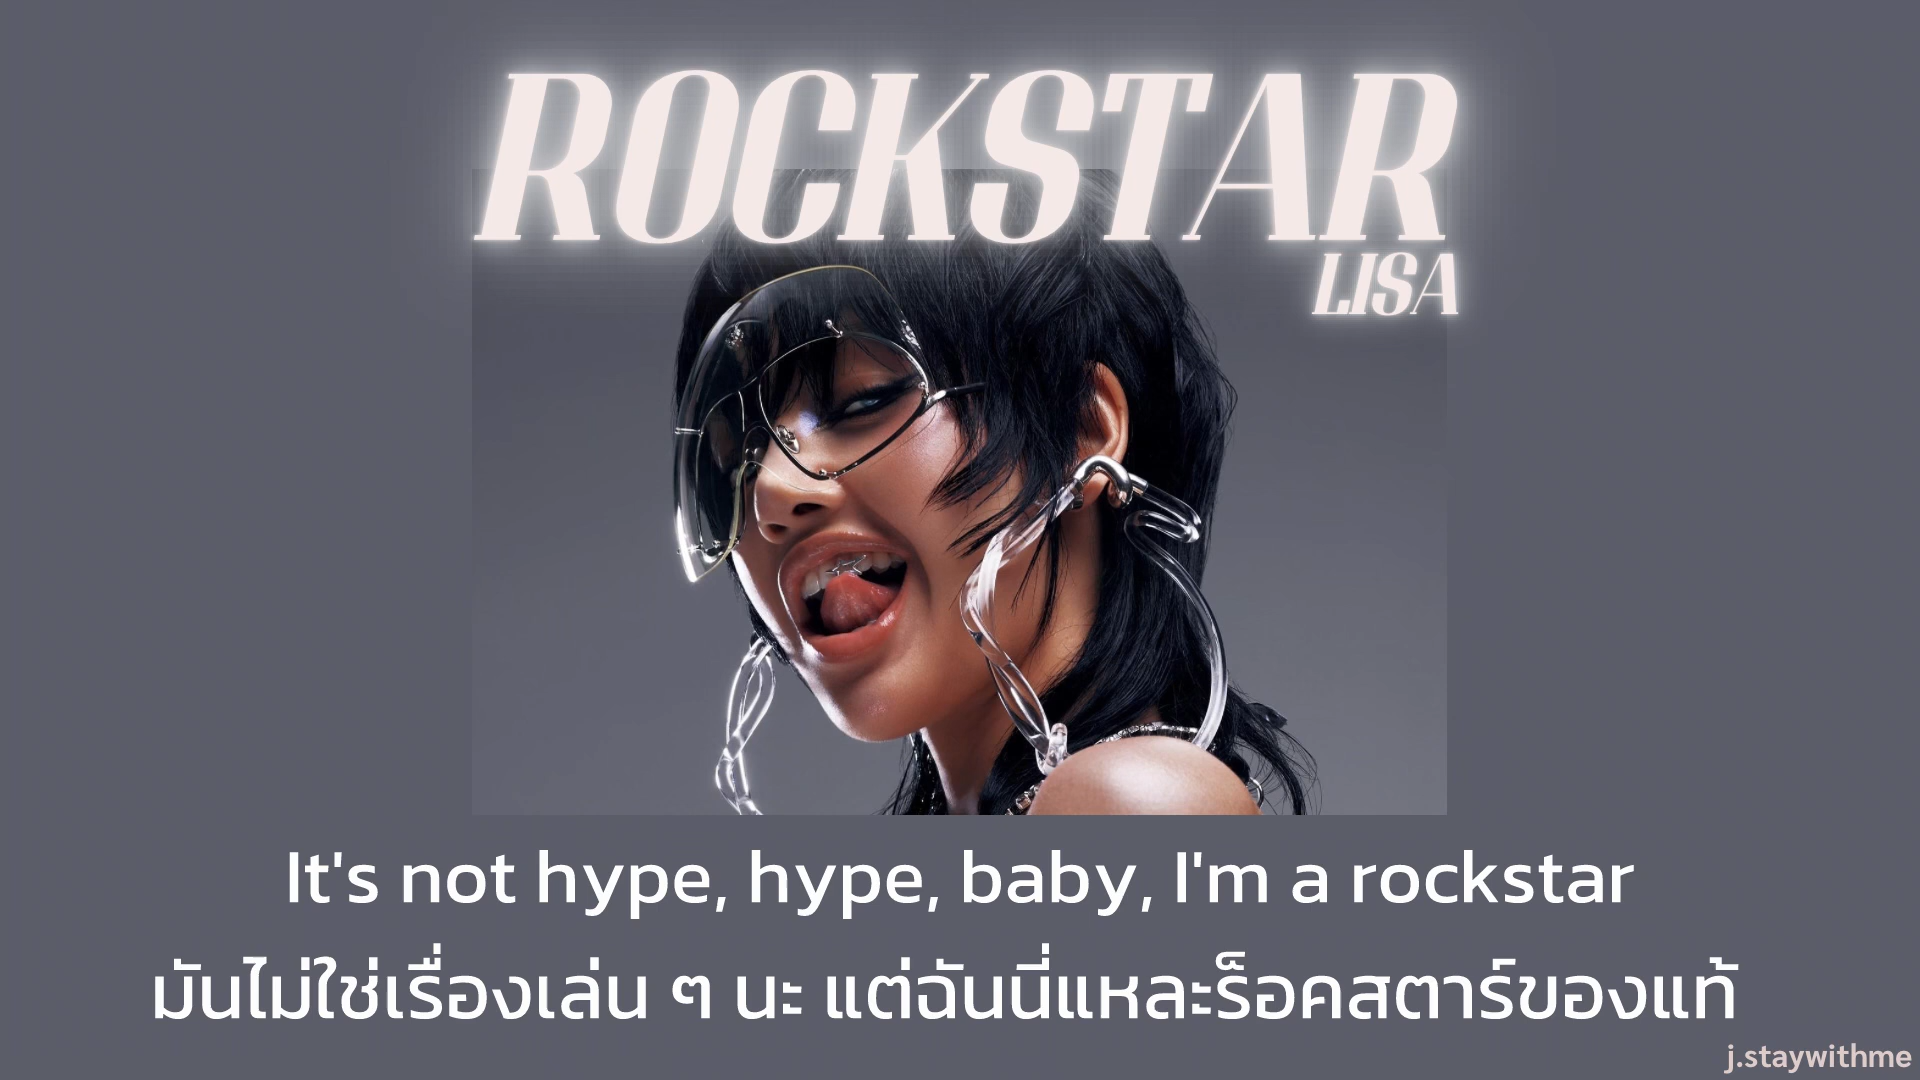 ROCKSTAR
LISA
It's not hype, hype, baby, I'm a rockstar
มันไม่ใช่เรื่องเล่น ๆ นะ แต่ฉันนี่แหละร็อคสตาร์ของแท้
j.staywithme